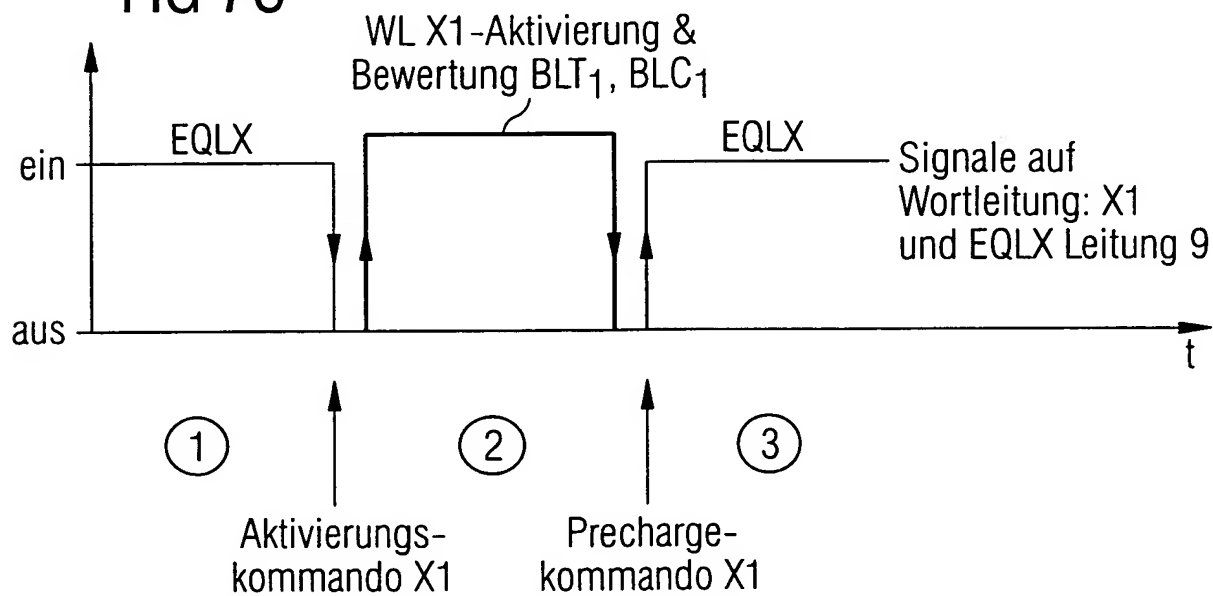 WL X1-Aktivierung &
Bewertung BLT1, BLC1
EQLX
EQLX
ein
Signale auf
Wortleitung: X1
und EQLX Leitung 9
aus
t
1
2
3
Aktivierungs-
kommando X1
Precharge-
kommando X1